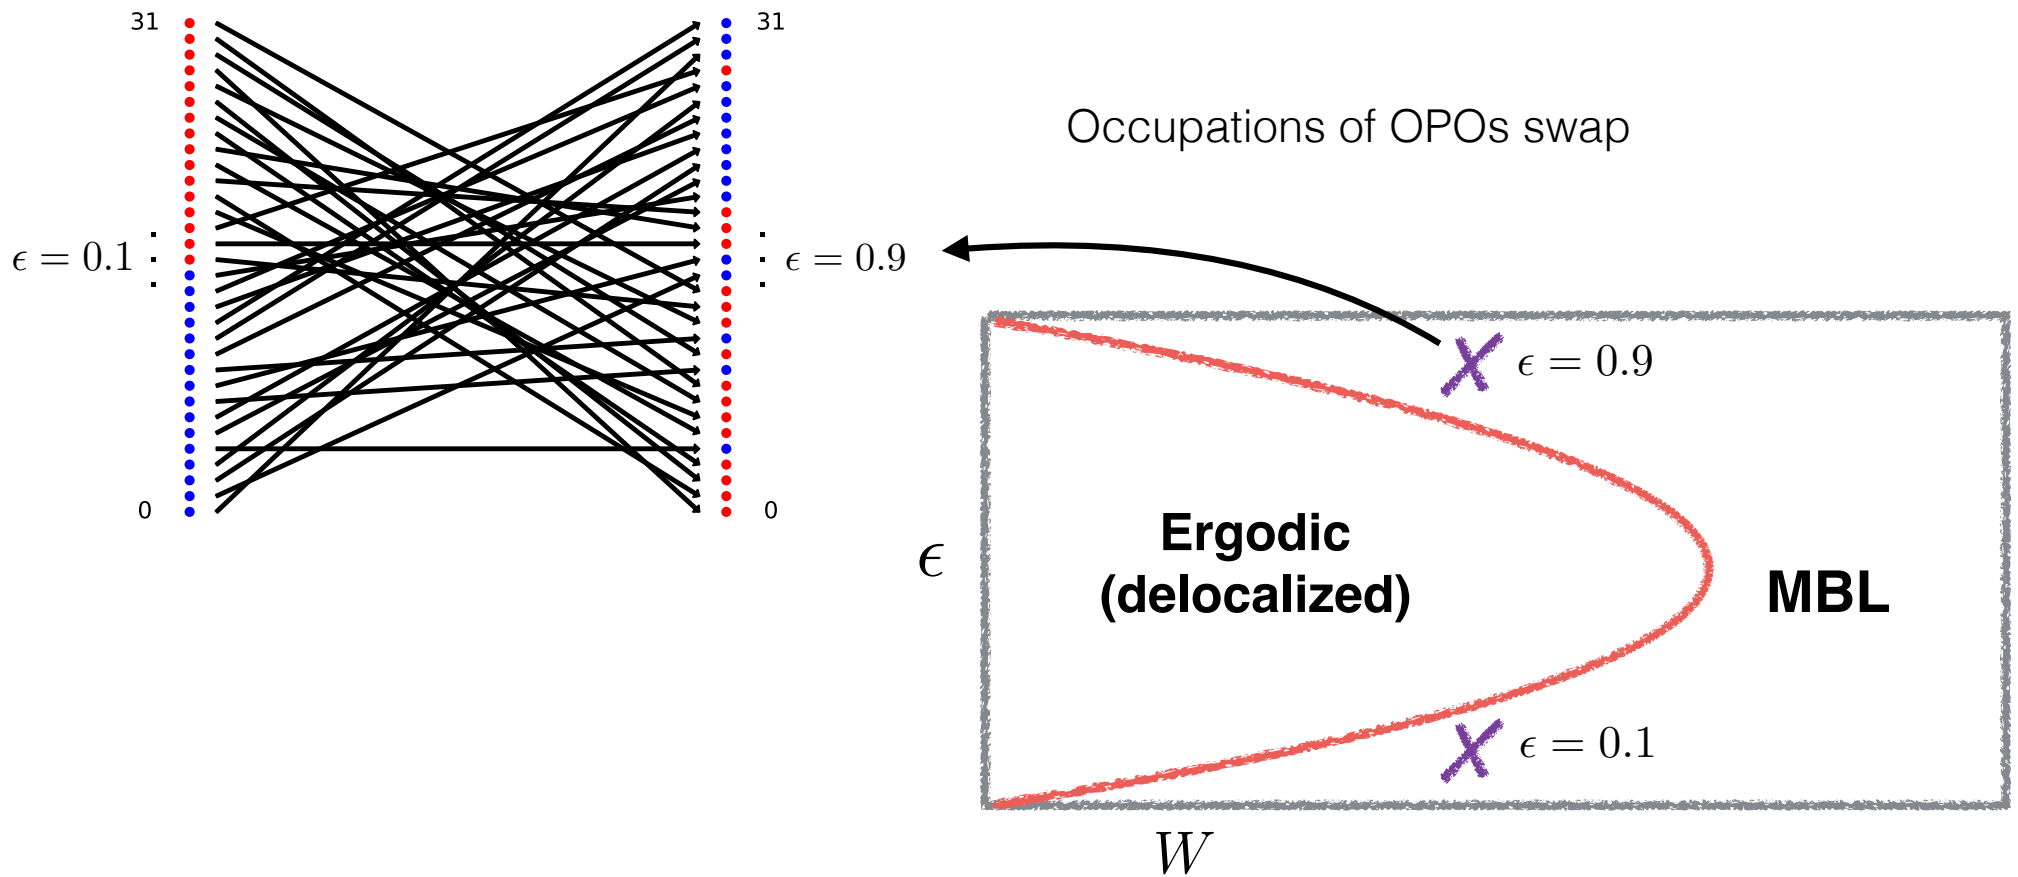 31
31
Occupations of OPOs swap
ϵ = 0.1
ϵ = 0.9
ϵ = 0.9
0
0
ϵ
Ergodic
(delocalized)
MBL
ϵ = 0.1
W